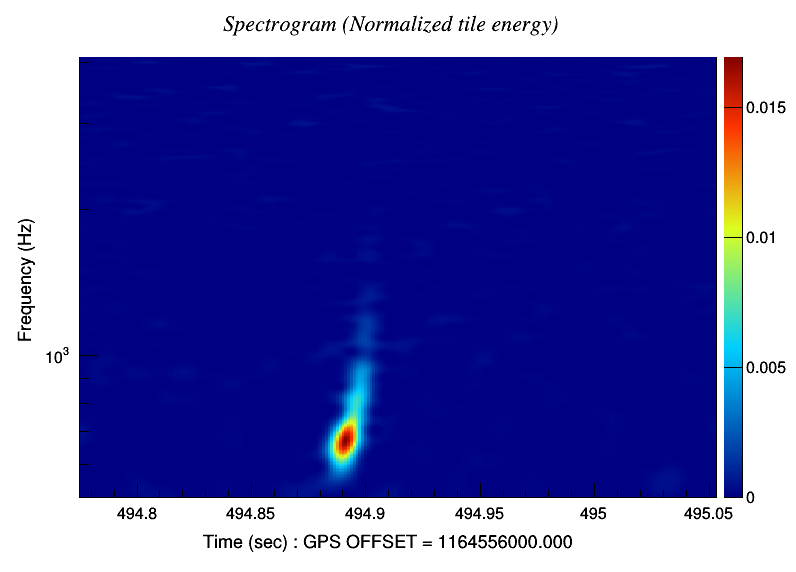 Spectrogram (Normalized tile energy)
Frequency (Hz)
10³
0.015
0.01
0.005
0
494.8 494.85 494.9 494.95 495 495.05
Time (sec) : GPS OFFSET = 1164556000.000